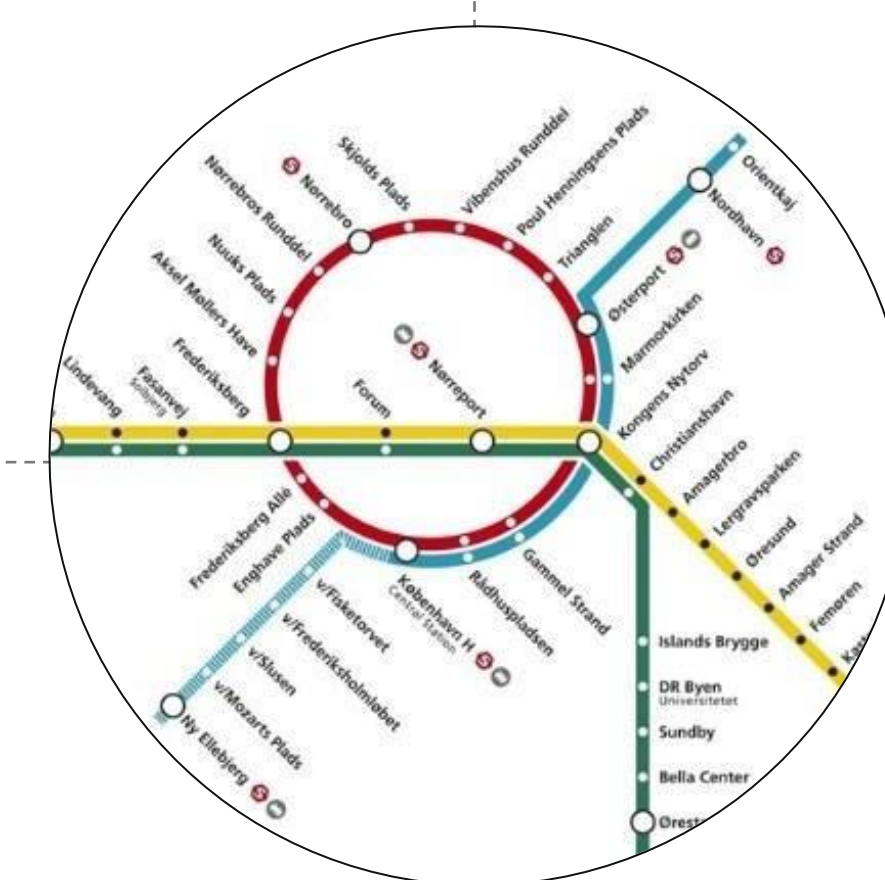 Skjolds Plads
Vibenshus Runddel
Poul Henningsens Plads
S Nørrebro
Nørrebros Runddel
Trianglen
Orientkaj
Nordhavn S
Nuuks Plads
Østerport S
Aksel Møllers Have
Marmorkirken
Frederiksberg
S Nørreport
Kongens Nytorv
Lindevang
Fasanvej
Solbjerg
Forum
Christianshavn
Amagerbro
Lergravsparken
Øresund
Amager Strand
Femøren
Frederiksberg Allé
Enghave Plads
København H S
Central Station
Rådhuspladsen
Gammel Strand
v/Fisketorvet
v/Frederiksholmløbet
v/Slusen
v/Mozarts Plads
Ny Ellebjerg S
Islands Brygge
DR Byen
Universitetet
Sundby
Bella Center